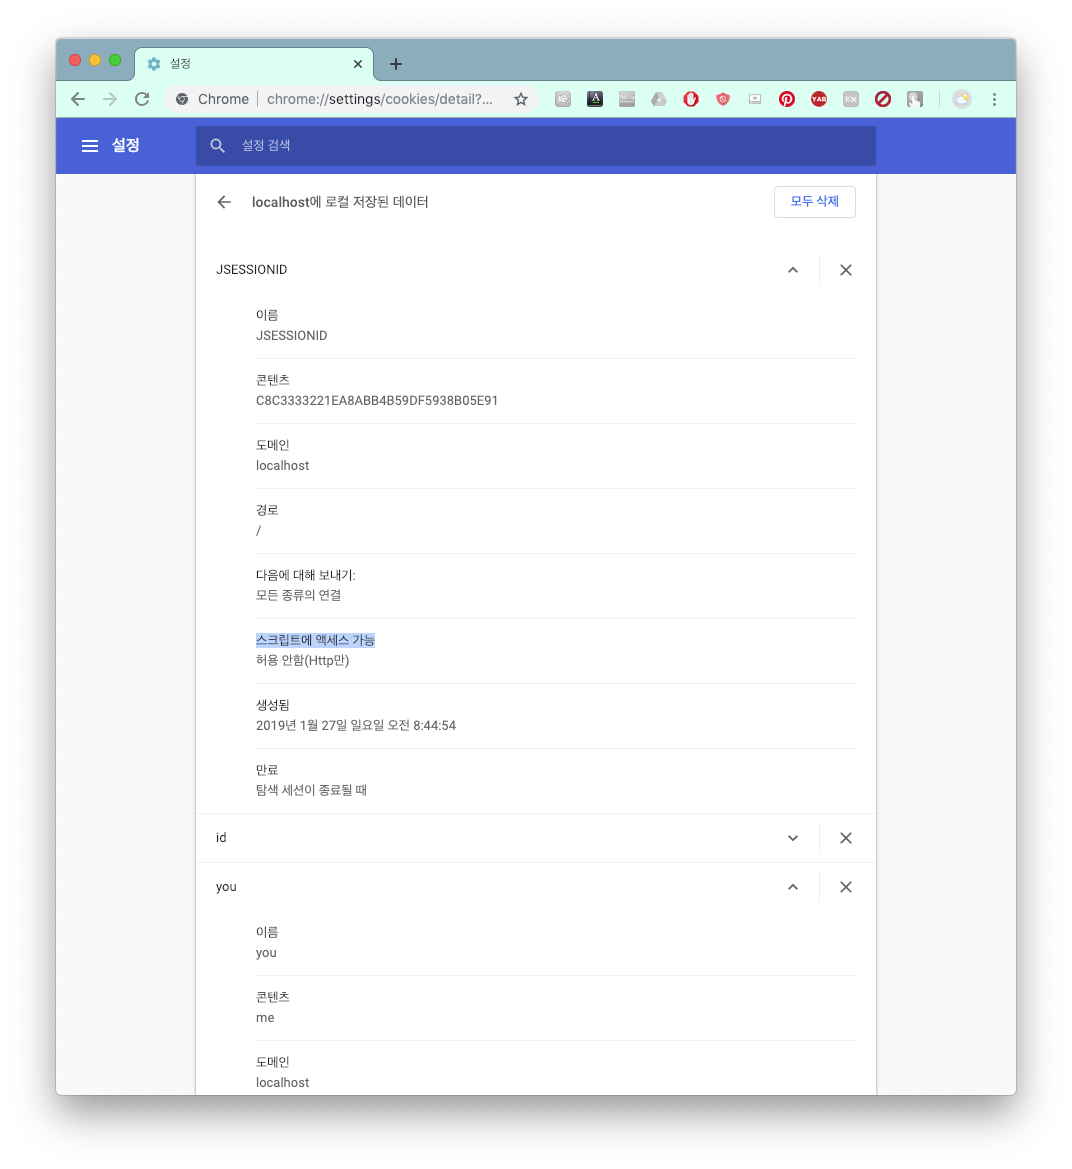 설정
Chrome
chrome://settings/cookies/detail?...
설정
설정 검색
localhost에 로컬 저장된 데이터
모두 삭제
JSESSIONID
이름
JSESSIONID
콘텐츠
C8C3333221EA8ABB4B59DF5938B05E91
도메인
localhost
경로
/
다음에 대해 보내기:
모든 종류의 연결
스크립트에 액세스 가능
허용 안함(Http만)
생성됨
2019년 1월 27일 일요일 오전 8:44:54
만료
탐색 세션이 종료될 때
id
you
이름
you
콘텐츠
me
도메인
localhost